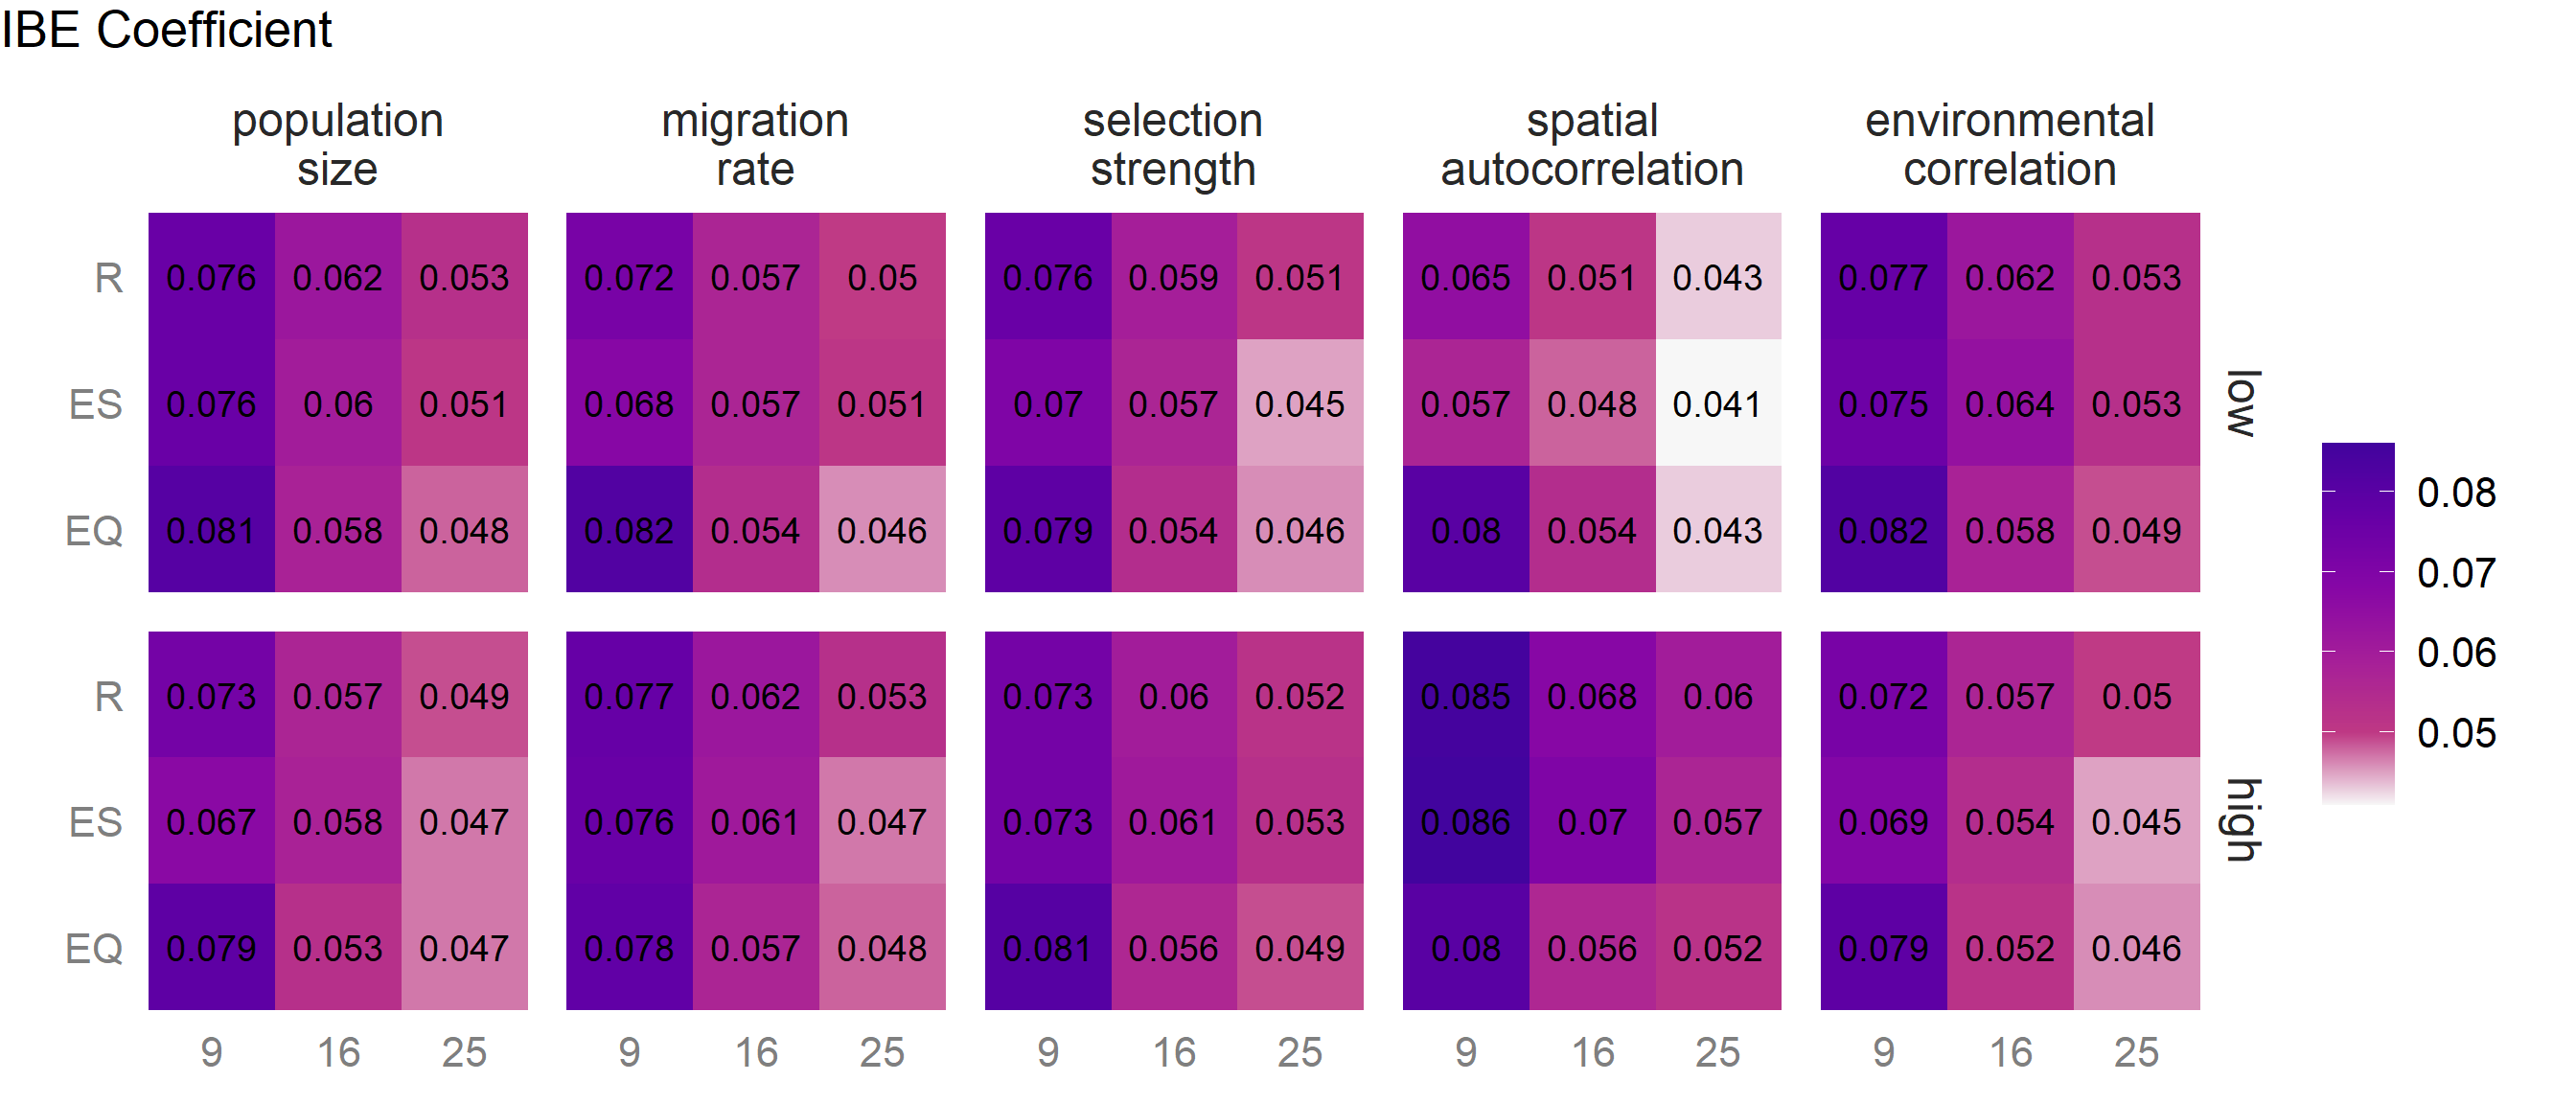 IBE Coefficient
population
size
migration
rate
selection
strength
spatial
autocorrelation
environmental
correlation
R 0.076 0.062 0.053 0.072 0.057 0.05 0.076 0.059 0.051 0.065 0.051 0.043 0.077 0.062 0.053
ES 0.076 0.06 0.051 0.068 0.057 0.051 0.07 0.057 0.045 0.057 0.048 0.041 0.075 0.064 0.053
EQ 0.081 0.058 0.048 0.082 0.054 0.046 0.079 0.054 0.046 0.08 0.054 0.043 0.082 0.058 0.049
low
R 0.073 0.057 0.049 0.077 0.062 0.053 0.073 0.06 0.052 0.085 0.068 0.06 0.072 0.057 0.05
ES 0.067 0.058 0.047 0.076 0.061 0.047 0.073 0.061 0.053 0.086 0.07 0.057 0.069 0.054 0.045
EQ 0.079 0.053 0.047 0.078 0.057 0.048 0.081 0.056 0.049 0.08 0.056 0.052 0.079 0.052 0.046
high
9 16 25 9 16 25 9 16 25 9 16 25 9 16 25
0.08
0.07
0.06
0.05